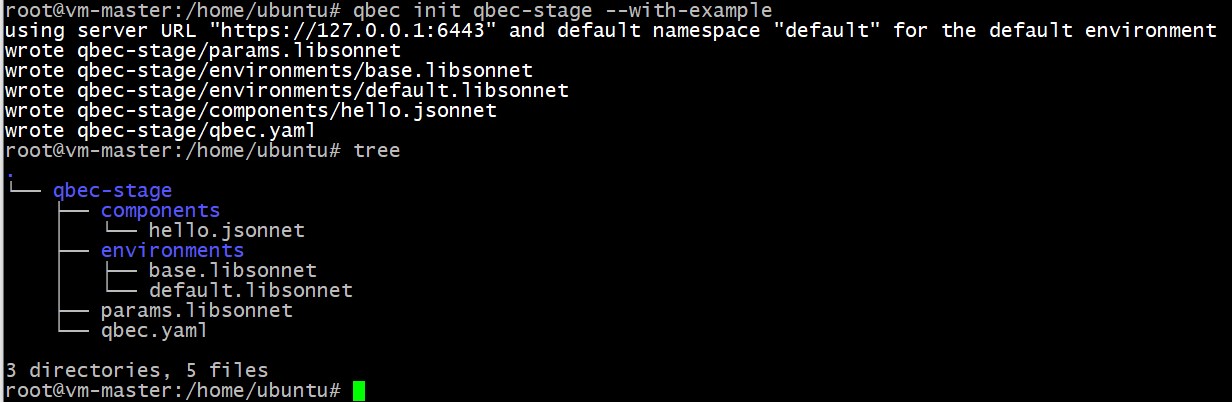 root@vm-master:/home/ubuntu# qbec init qbec-stage --with-example
using server URL "https://127.0.0.1:6443" and default namespace "default" for the default environment
wrote qbec-stage/params.libsonnet
wrote qbec-stage/environments/base.libsonnet
wrote qbec-stage/environments/default.libsonnet
wrote qbec-stage/components/hello.jsonnet
wrote qbec-stage/qbec.yaml
root@vm-master:/home/ubuntu# tree
.
└── qbec-stage
    ├── components
    │   └── hello.jsonnet
    ├── environments
    │   ├── base.libsonnet
    │   └── default.libsonnet
    ├── params.libsonnet
    └── qbec.yaml
3 directories, 5 files
root@vm-master:/home/ubuntu#